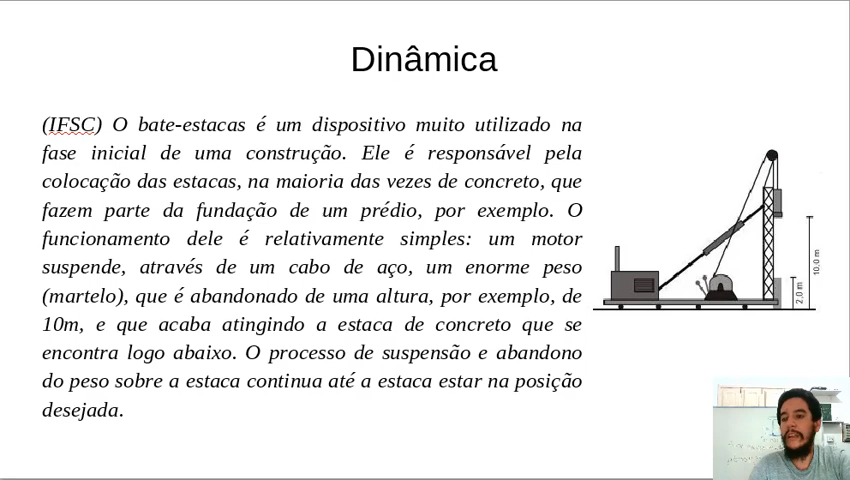 Dinâmica
(IFSC) O bate-estacas é um dispositivo muito utilizado na
fase inicial de uma construção. Ele é responsável pela
colocação das estacas, na maioria das vezes de concreto, que
fazem parte da fundação de um prédio, por exemplo. O
funcionamento dele é relativamente simples: um motor
suspende, através de um cabo de aço, um enorme peso
(martelo), que é abandonado de uma altura, por exemplo, de
10m, e que acaba atingindo a estaca de concreto que se
encontra logo abaixo. O processo de suspensão e abandono
do peso sobre a estaca continua até a estaca estar na posição
desejada.
2,0 m
10,0 m